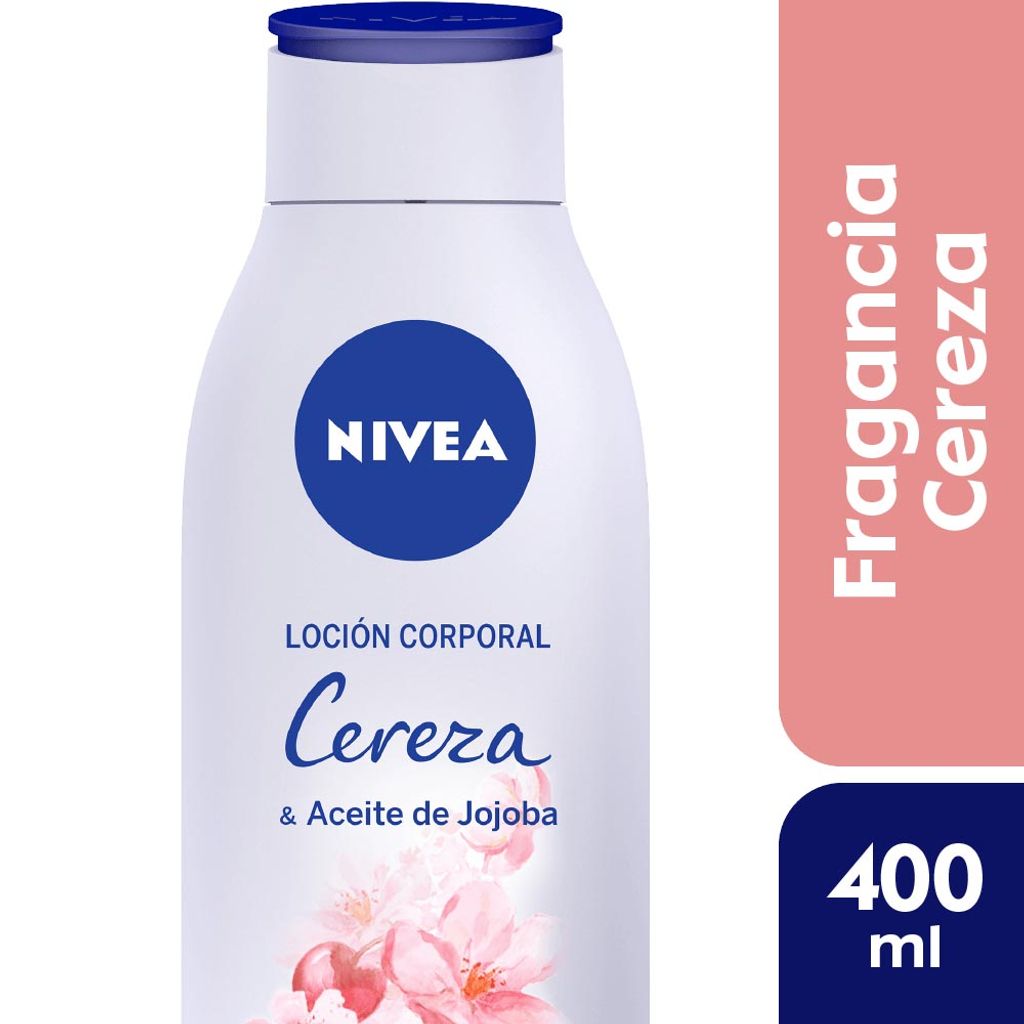 NIVEA
LOCIÓN CORPORAL
Cereza
& Aceite de Jojoba
Fragancia
Cereza
400
ml